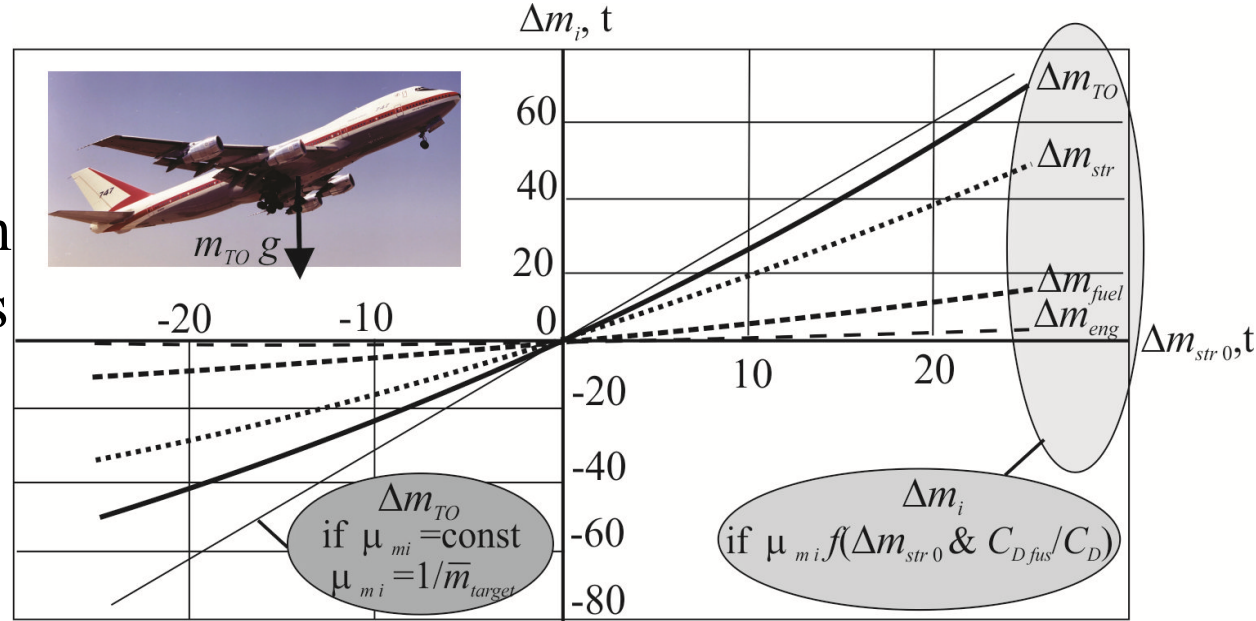 Δm_i, t
60
40
20
0
-20
-10
10
20
-20
-40
-60
-80
Δm_str 0,t
Δm_TO
Δm_str
Δm_fuel
Δm_eng
747
747
m_TO g
n
s
Δm_TO
if μ_mi =const
μ_mi =1/m̅_target
Δm_i
if μ_mi f(Δm_str 0 & C_D fus/C_D)